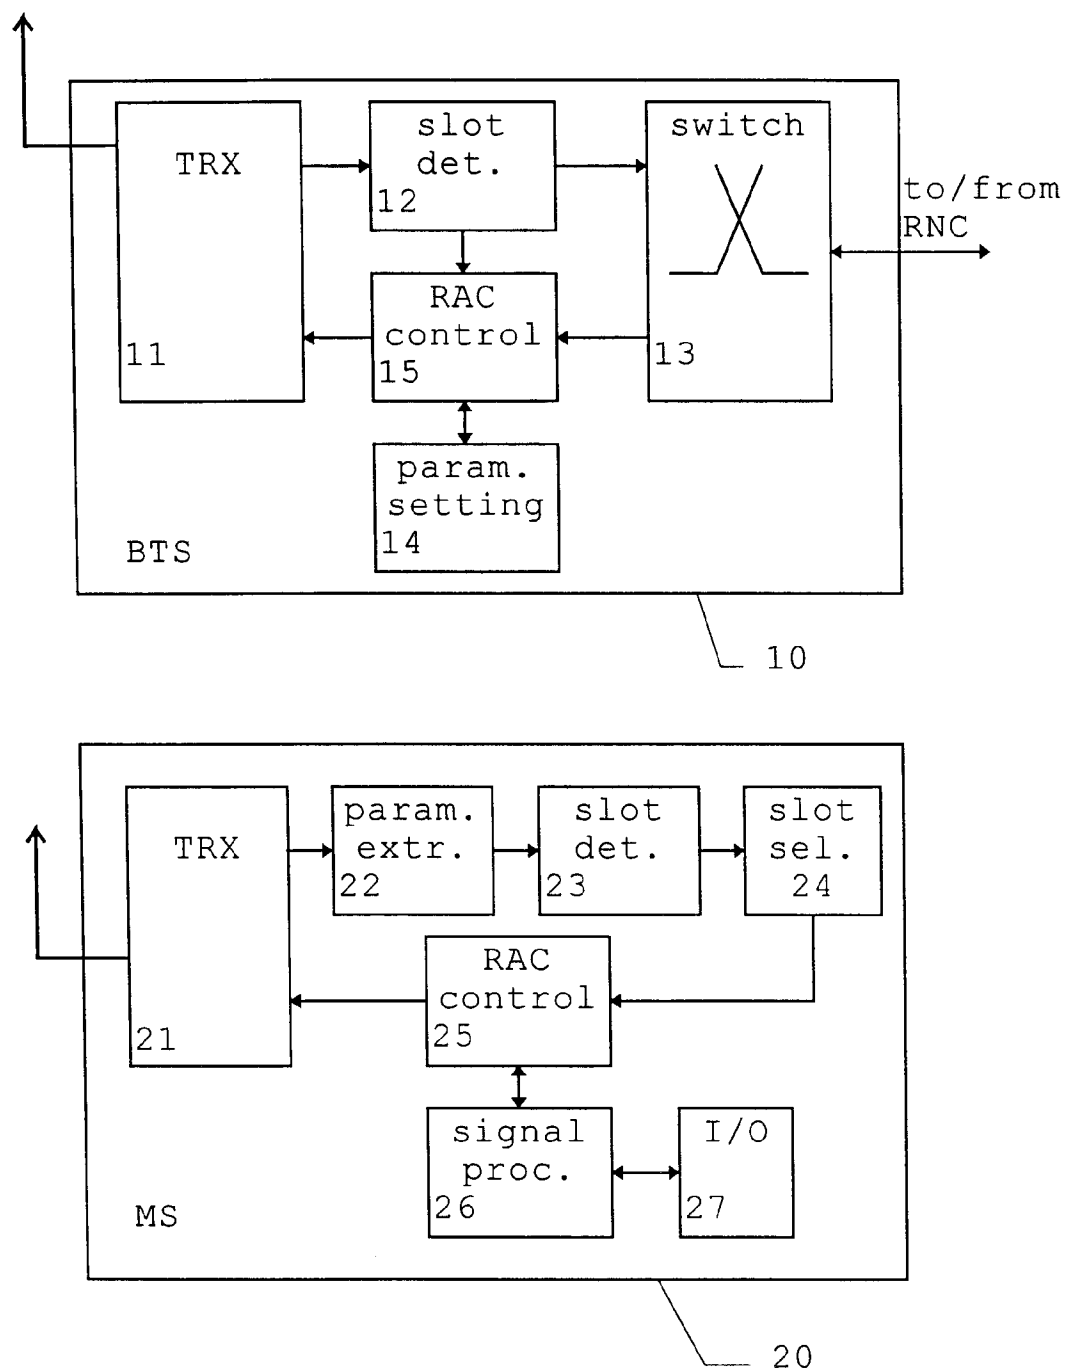 TRX
11
slot
det.
12
switch
13
to/from
RNC
RAC
control
15
param.
setting
14
BTS
10
TRX
21
param.
extr.
22
slot
det.
23
slot
sel.
24
RAC
control
25
signal
proc.
26
I/O
27
MS
20